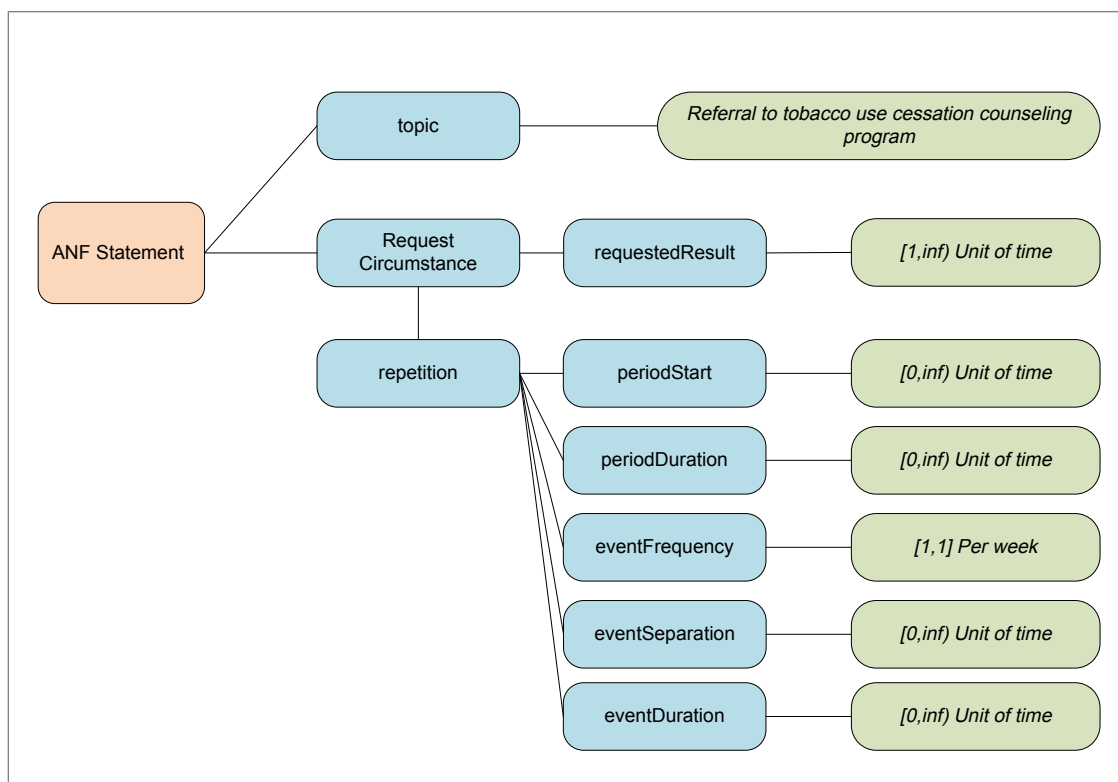 topic
Referral to tobacco use cessation counseling
program
ANF Statement
Request
Circumstance
requestedResult
[1,inf) Unit of time
repetition
periodStart
[0,inf) Unit of time
periodDuration
[0,inf) Unit of time
eventFrequency
[1,1] Per week
eventSeparation
[0,inf) Unit of time
eventDuration
[0,inf) Unit of time